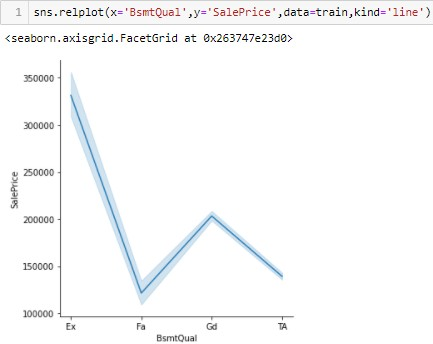 1 sns.relplot(x='BsmtQual',y='SalePrice',data=train,kind='line')
<seaborn.axisgrid.FacetGrid at 0x263747e23d0>
350000
300000
250000
200000
150000
100000
SalePrice
Ex Fa Gd TA
BsmtQual